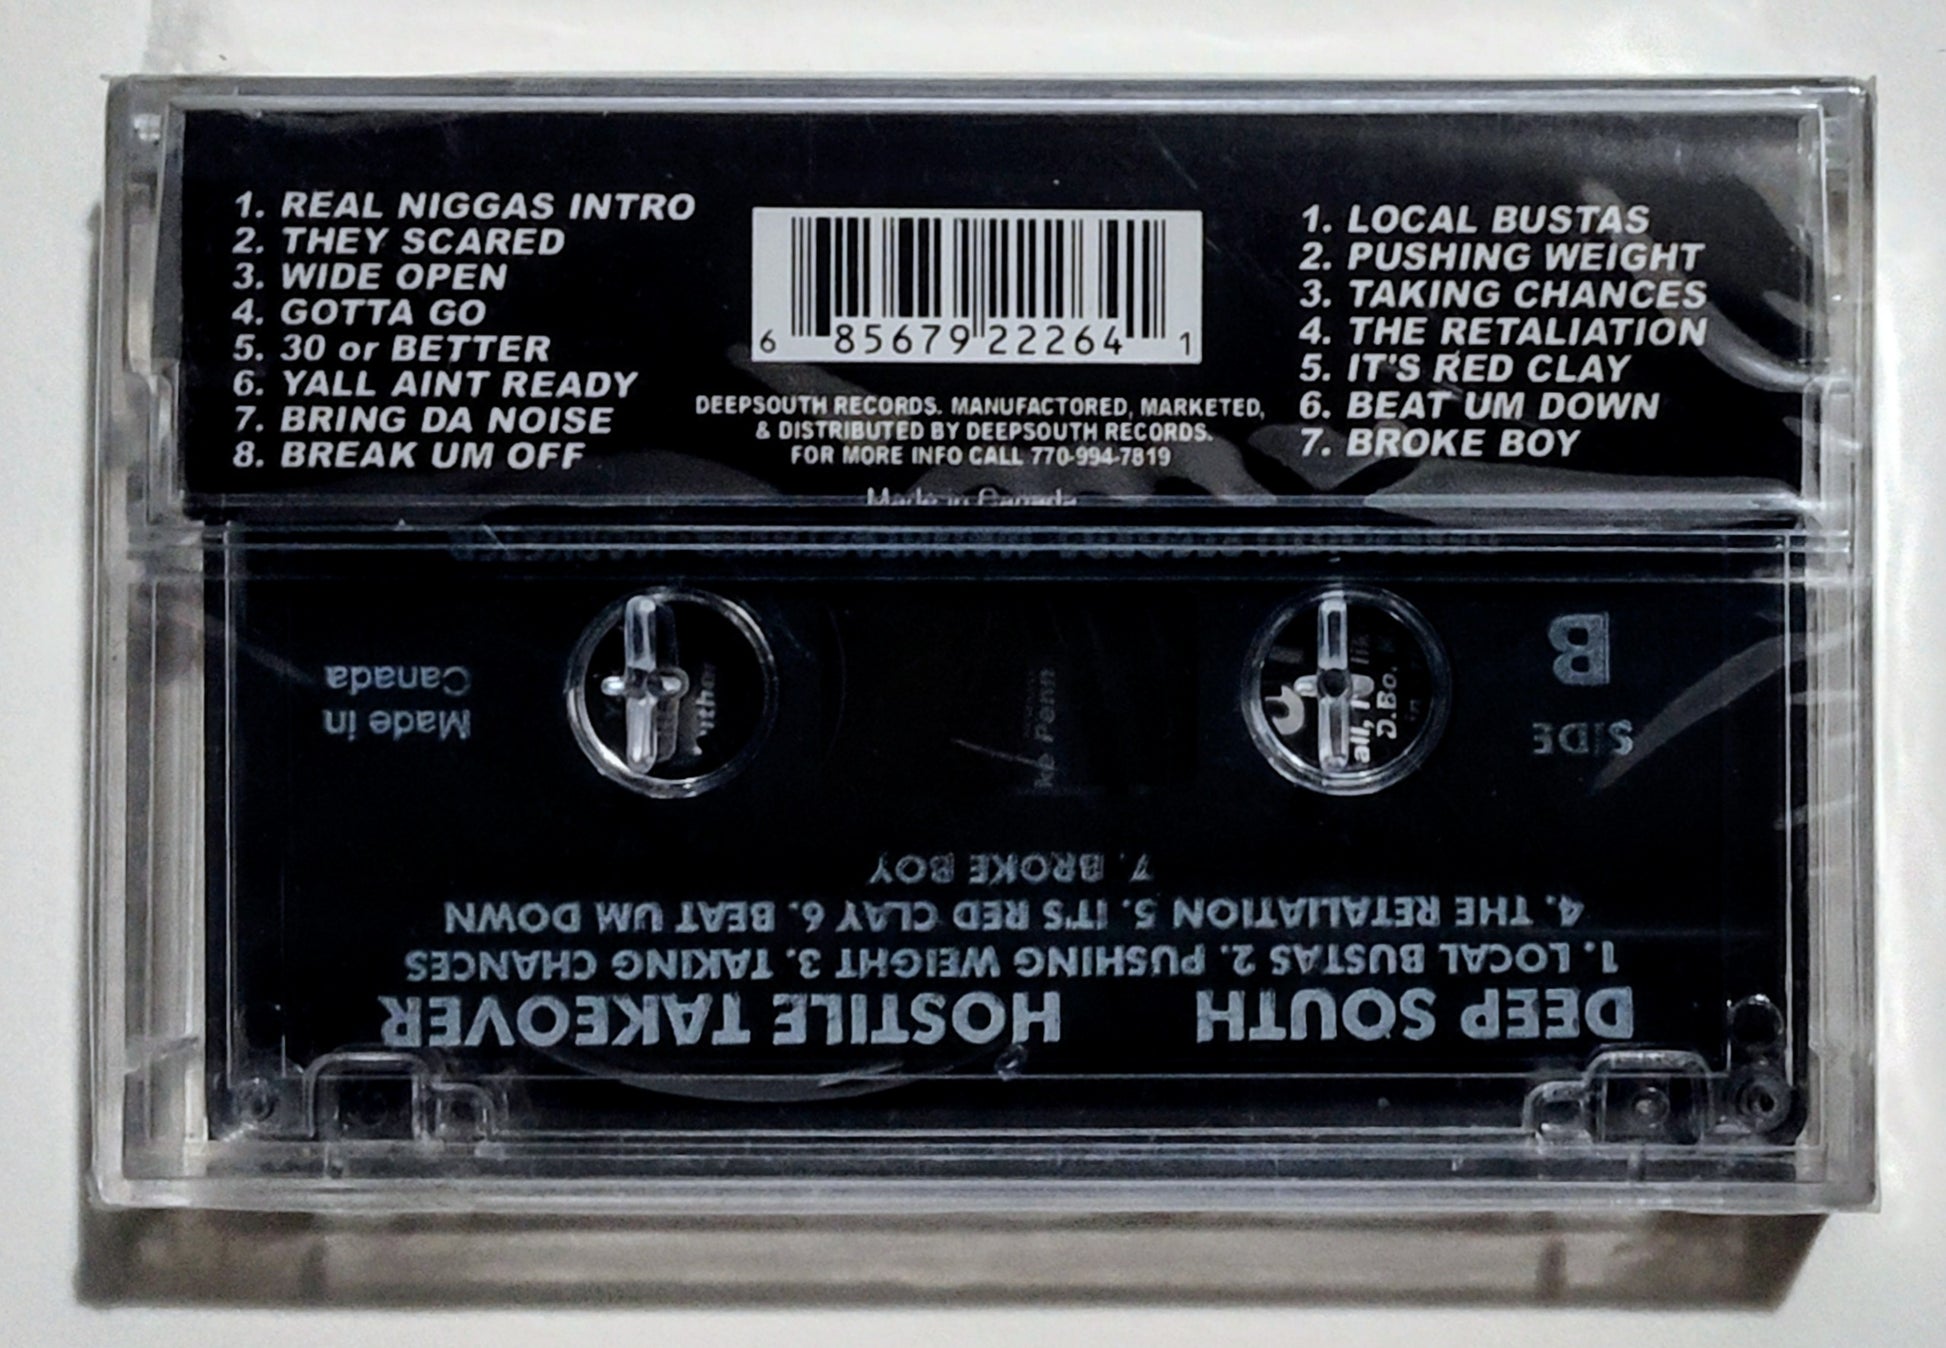 1. REAL NIGGAS INTRO
2. THEY SCARED
3. WIDE OPEN
4. GOTTA GO
5. 30 or BETTER
6. YALL AINT READY
7. BRING DA NOISE
8. BREAK UM OFF
6 85679 22264 1
DEEPSOUTH RECORDS. MANUFACTORED, MARKETED,
& DISTRIBUTED BY DEEPSOUTH RECORDS.
FOR MORE INFO CALL 770-994-7819
Made in Canada
1. LOCAL BUSTAS
2. PUSHING WEIGHT
3. TAKING CHANCES
4. THE RETALIATION
5. IT'S RED CLAY
6. BEAT UM DOWN
7. BROKE BOY
DEEP SOUTH HOSTILE TAKEOVER
1. LOCAL BUSTAS 2. PUSHING WEIGHT 3. TAKING CHANCES
4. THE RETALIATION 5. IT'S RED CLAY 6. BEAT UM DOWN
7. BROKE BOY
SIDE
B
Made in
Canada
Penn
D.Bo.